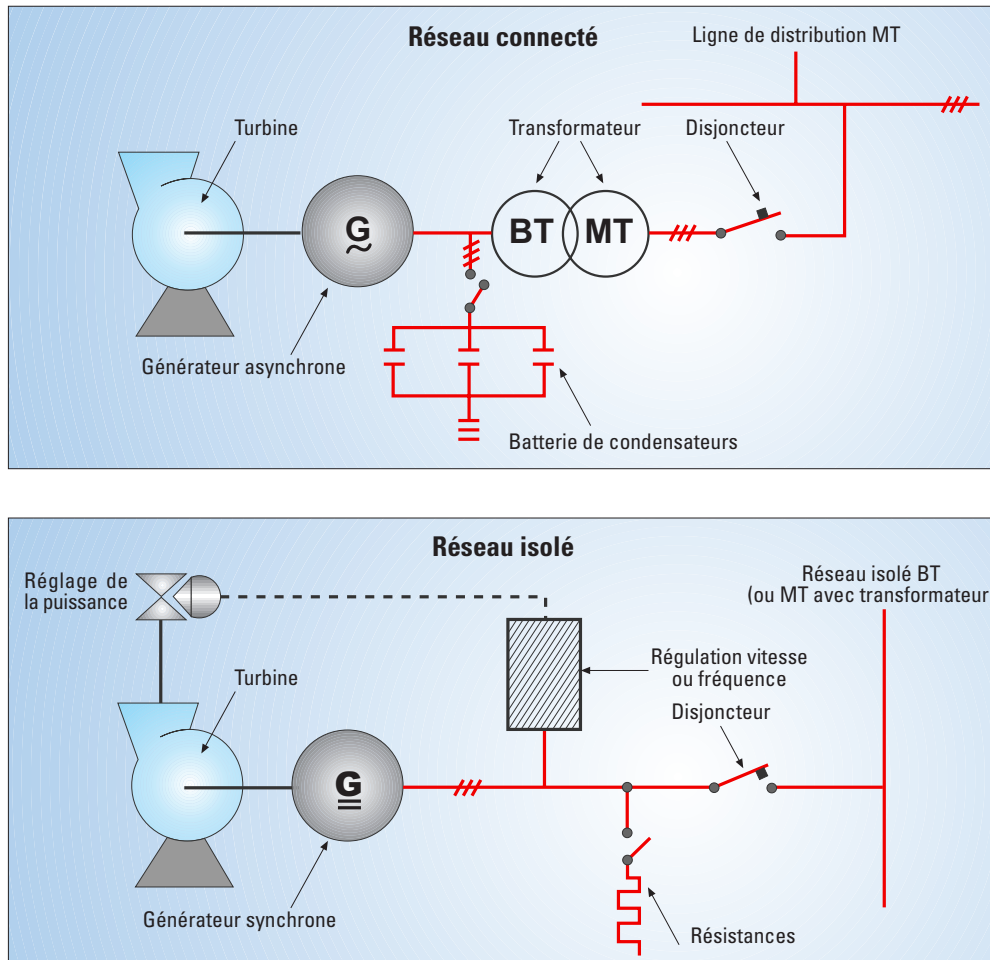 Réseau connecté
Ligne de distribution MT
Turbine
Transformateur
Disjoncteur
G
BT
MT
Générateur asynchrone
Batterie de condensateurs
Réseau isolé
Réglage de
la puissance
Réseau isolé BT
(ou MT avec transformateur
Turbine
Régulation vitesse
ou fréquence
Disjoncteur
G
Générateur synchrone
Résistances